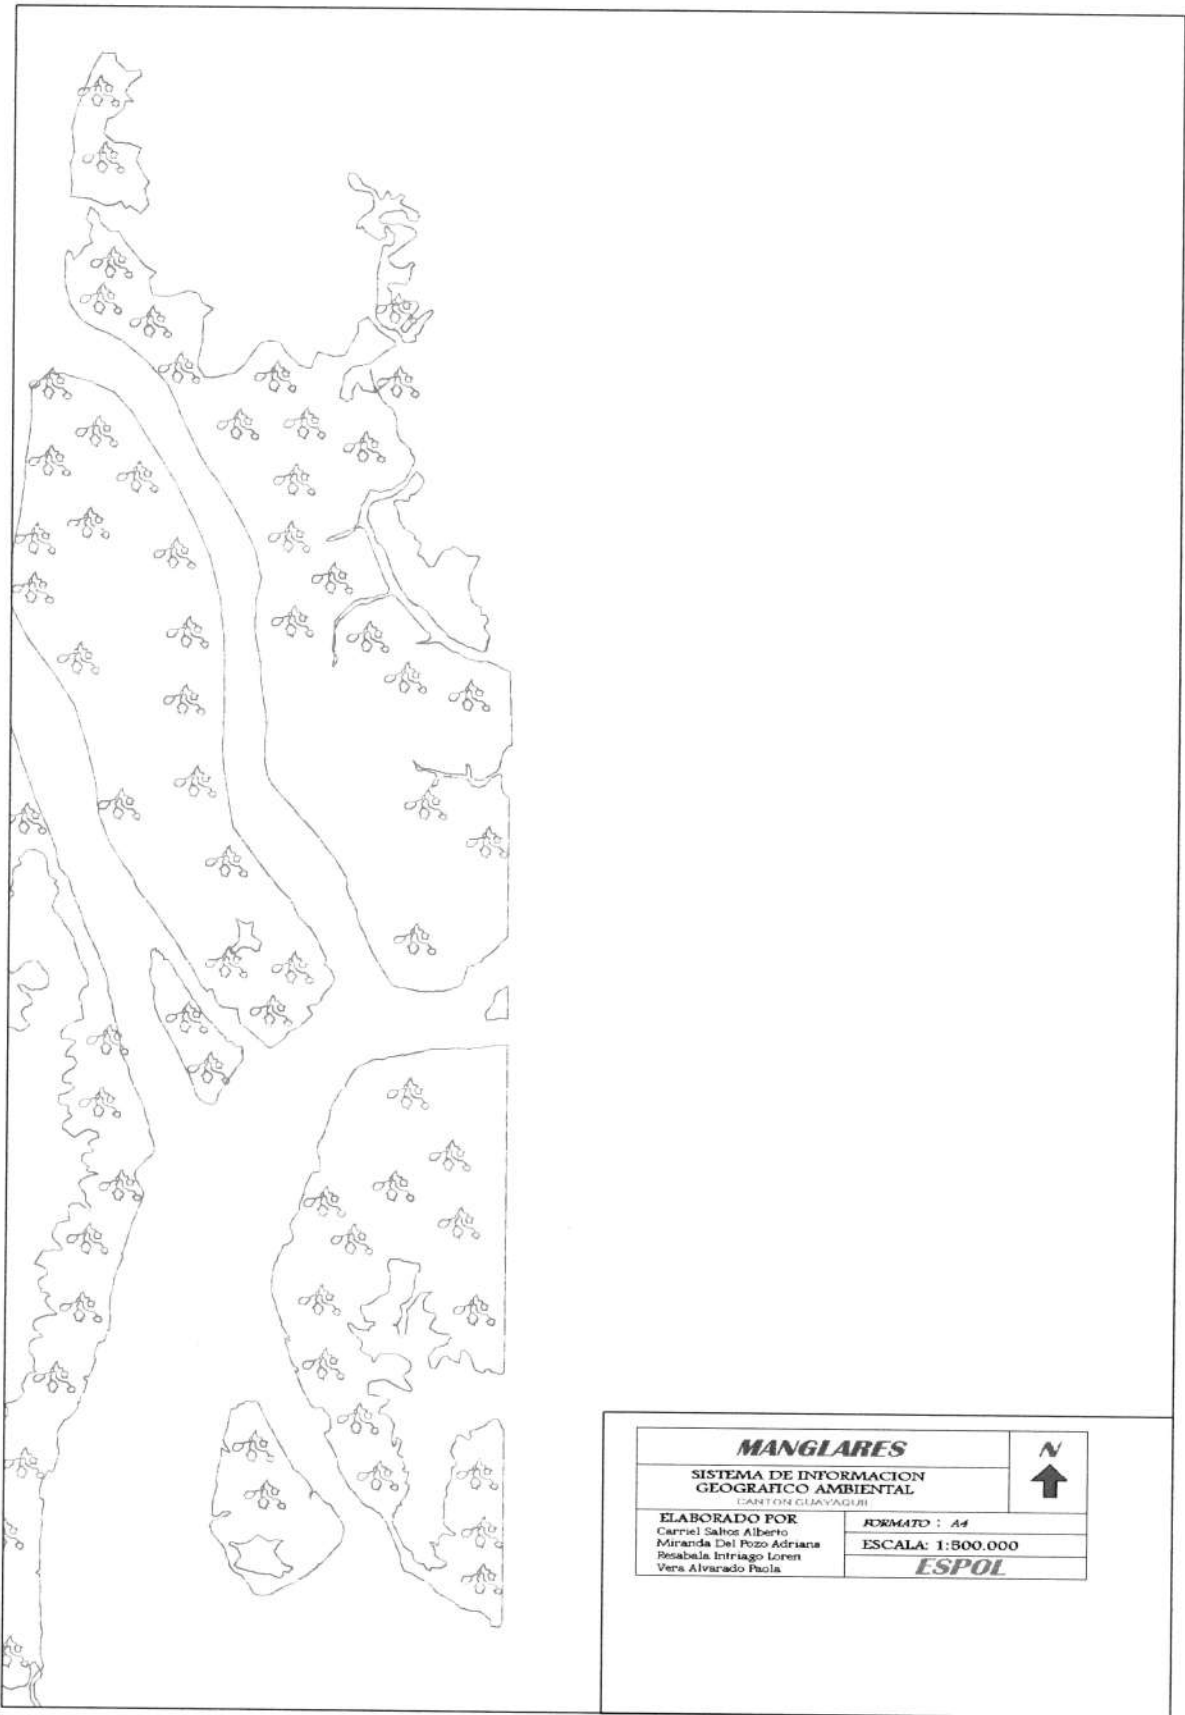 MANGLARES
N
SISTEMA DE INFORMACION
GEOGRAFICO AMBIENTAL
CANTON GUAYAQUIL
ELABORADO POR
Carriel Saltos Alberto
Miranda Del Pozo Adriana
Resabala Intriago Loren
Vera Alvarado Paola
FORMATO : A4
ESCALA: 1:500.000
ESPOL